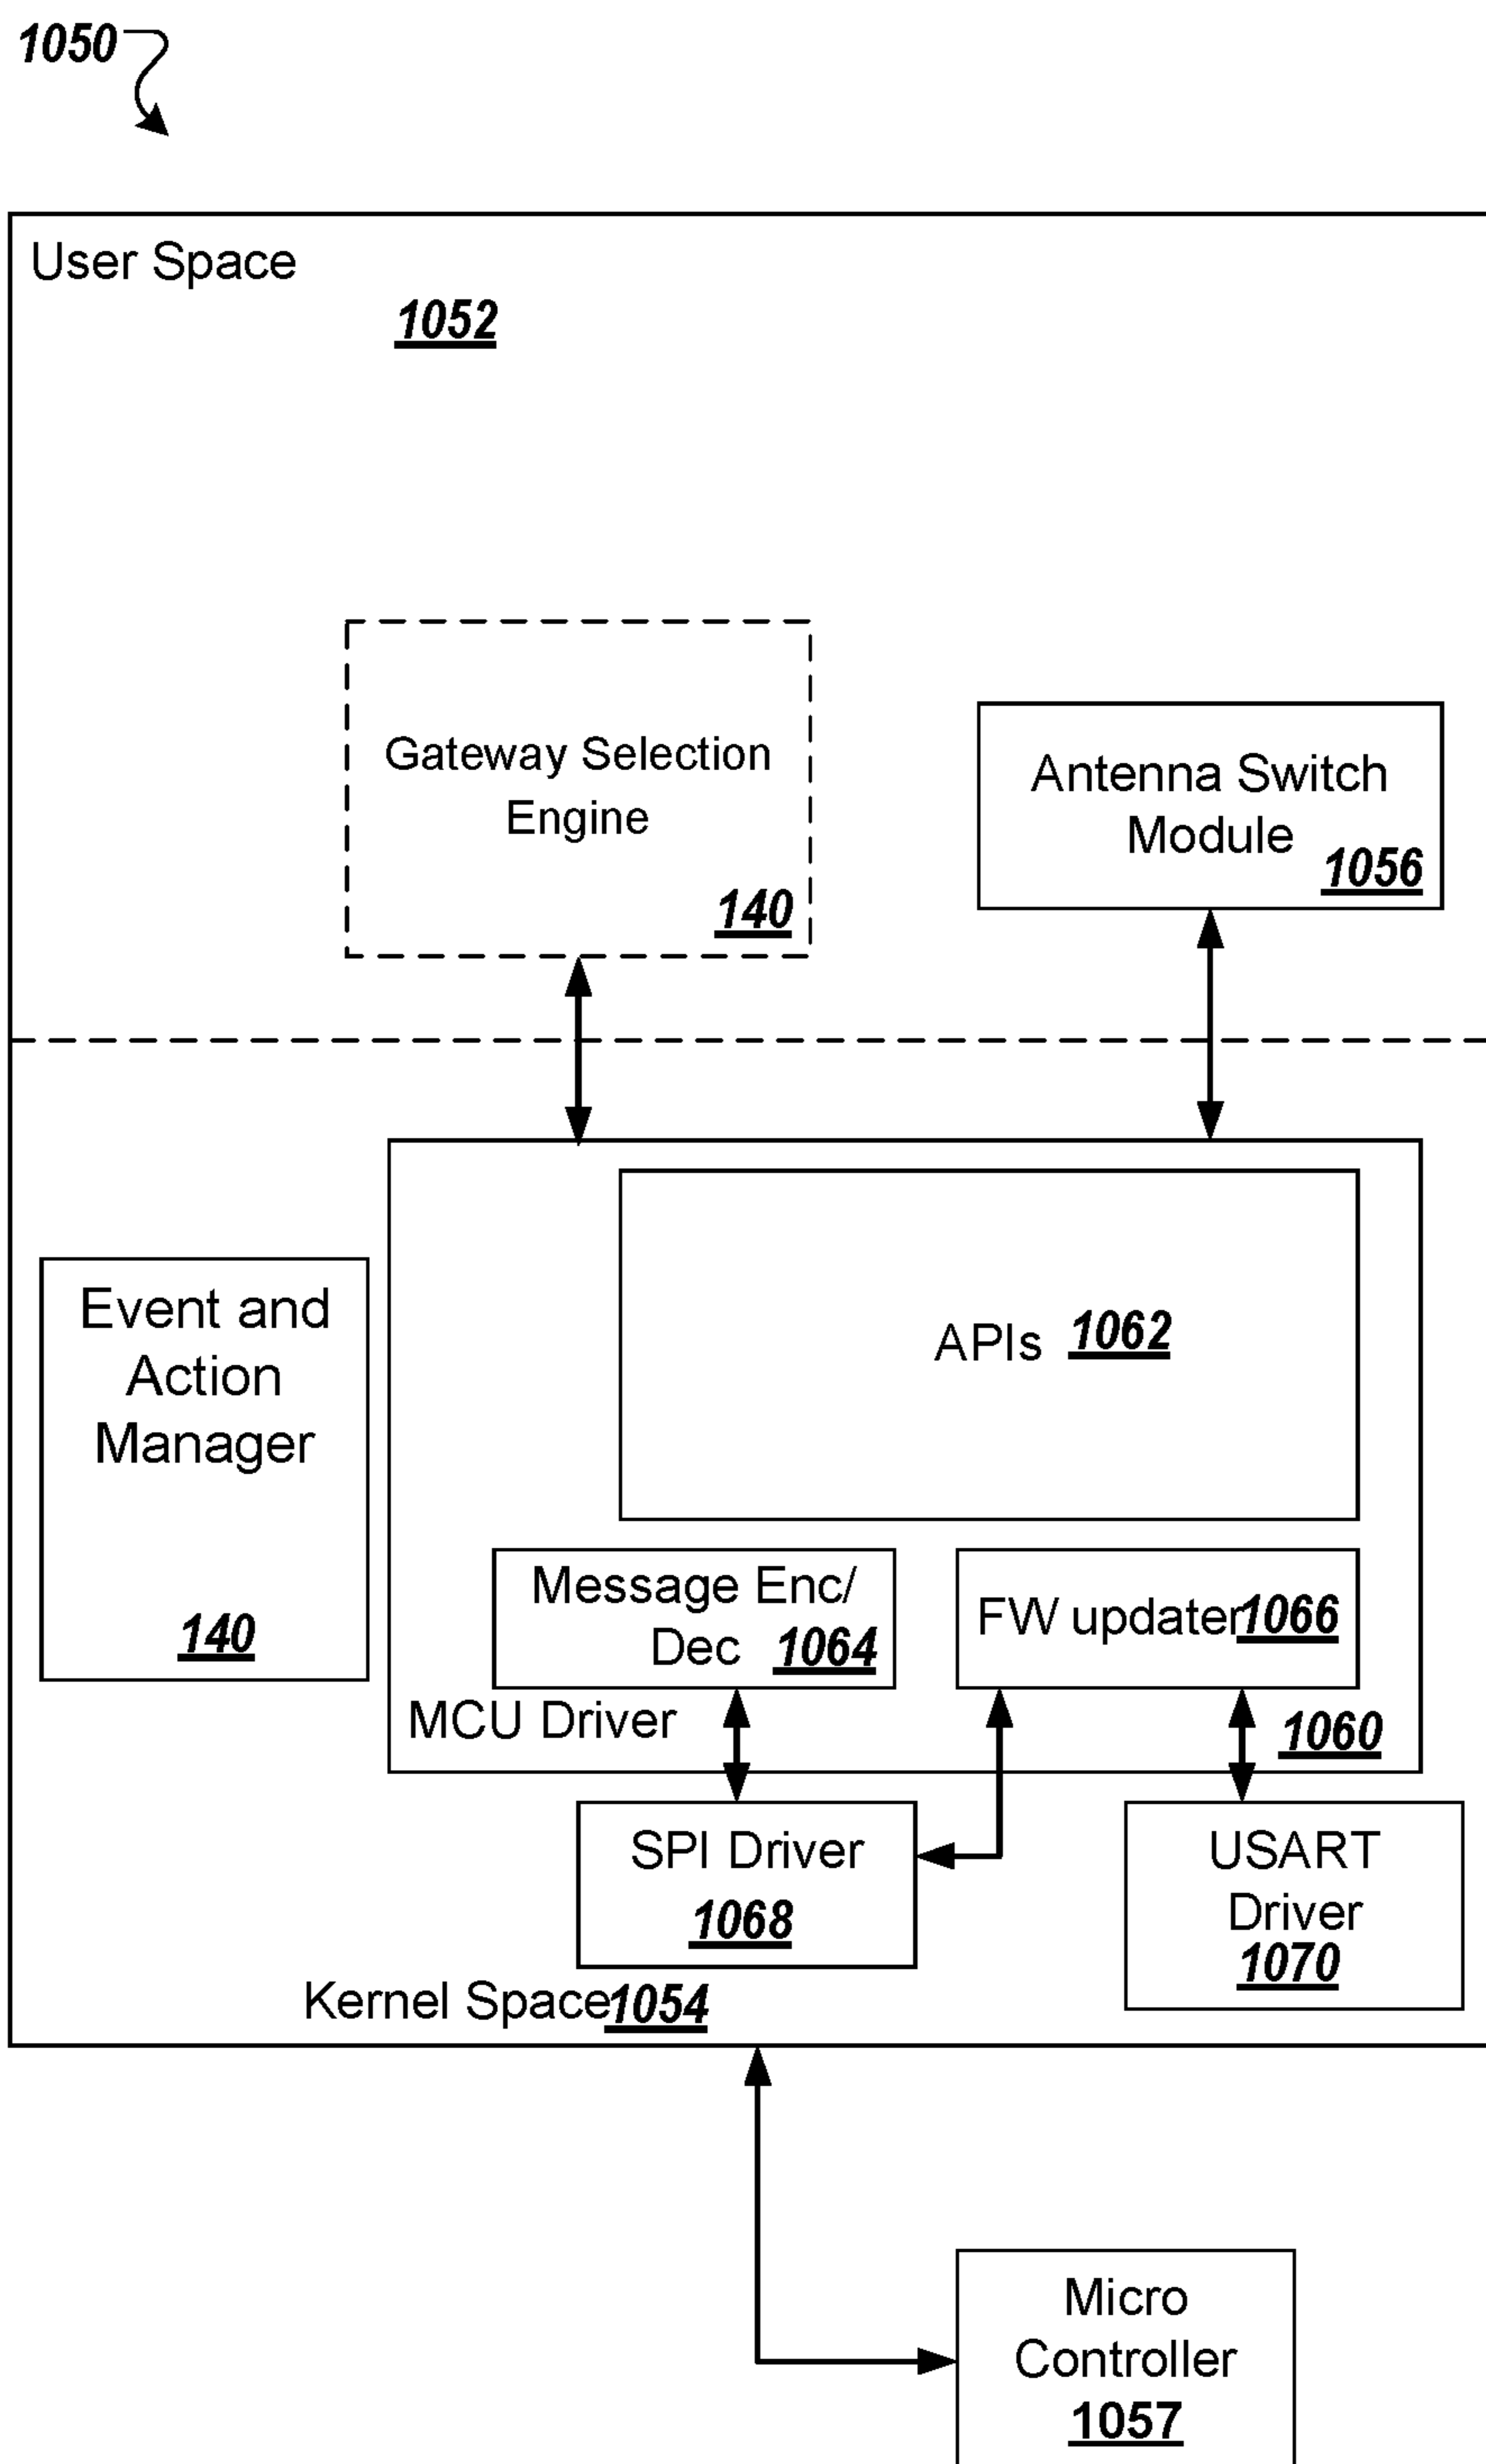 1050
User Space
1052
Gateway Selection
Engine
140
Antenna Switch
Module
1056
Event and
Action
Manager
140
APIs 1062
Message Enc/
Dec 1064
FW updater 1066
MCU Driver
1060
SPI Driver
1068
USART
Driver
1070
Kernel Space 1054
Micro
Controller
1057